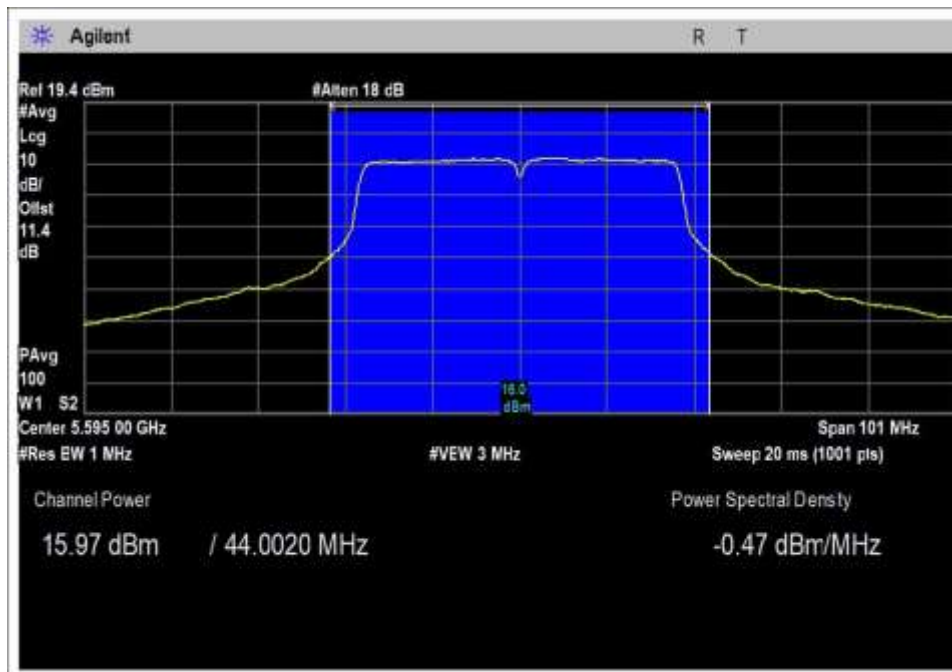 Agilent
R T
Ref 19.4 dBm #Atten 18 dB
#Avg
Log
10
dB/
Offst
11.4
dB
PAvg
100
W1 S2
16.0
dBm
Center 5.595 00 GHz Span 101 MHz
#Res BW 1 MHz #VBW 3 MHz Sweep 20 ms (1001 pts)
Channel Power Power Spectral Density
15.97 dBm / 44.0020 MHz -0.47 dBm/MHz